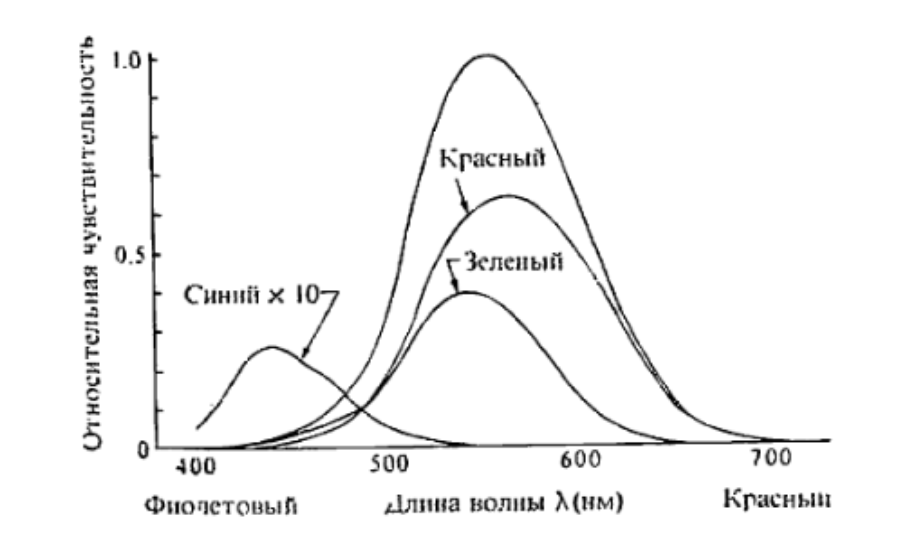 Относительная чувствительность
1.0
Красный
0.5
Зеленый
Синий × 10
0
400 500 600 700
Фиолетовый Длина волны λ(нм) Красный